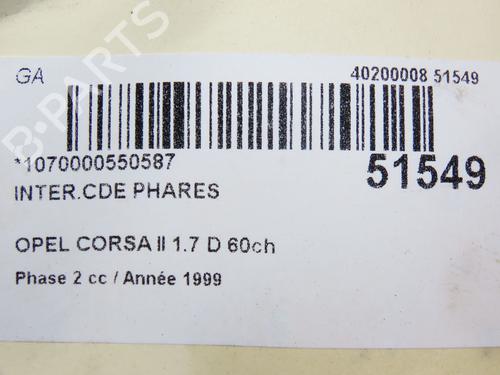 GA
40200008 51549
*1070000550587
51549
INTER.CDE PHARES
OPEL CORSA II 1.7 D 60ch
Phase 2 cc / Année 1999
B-PARTS